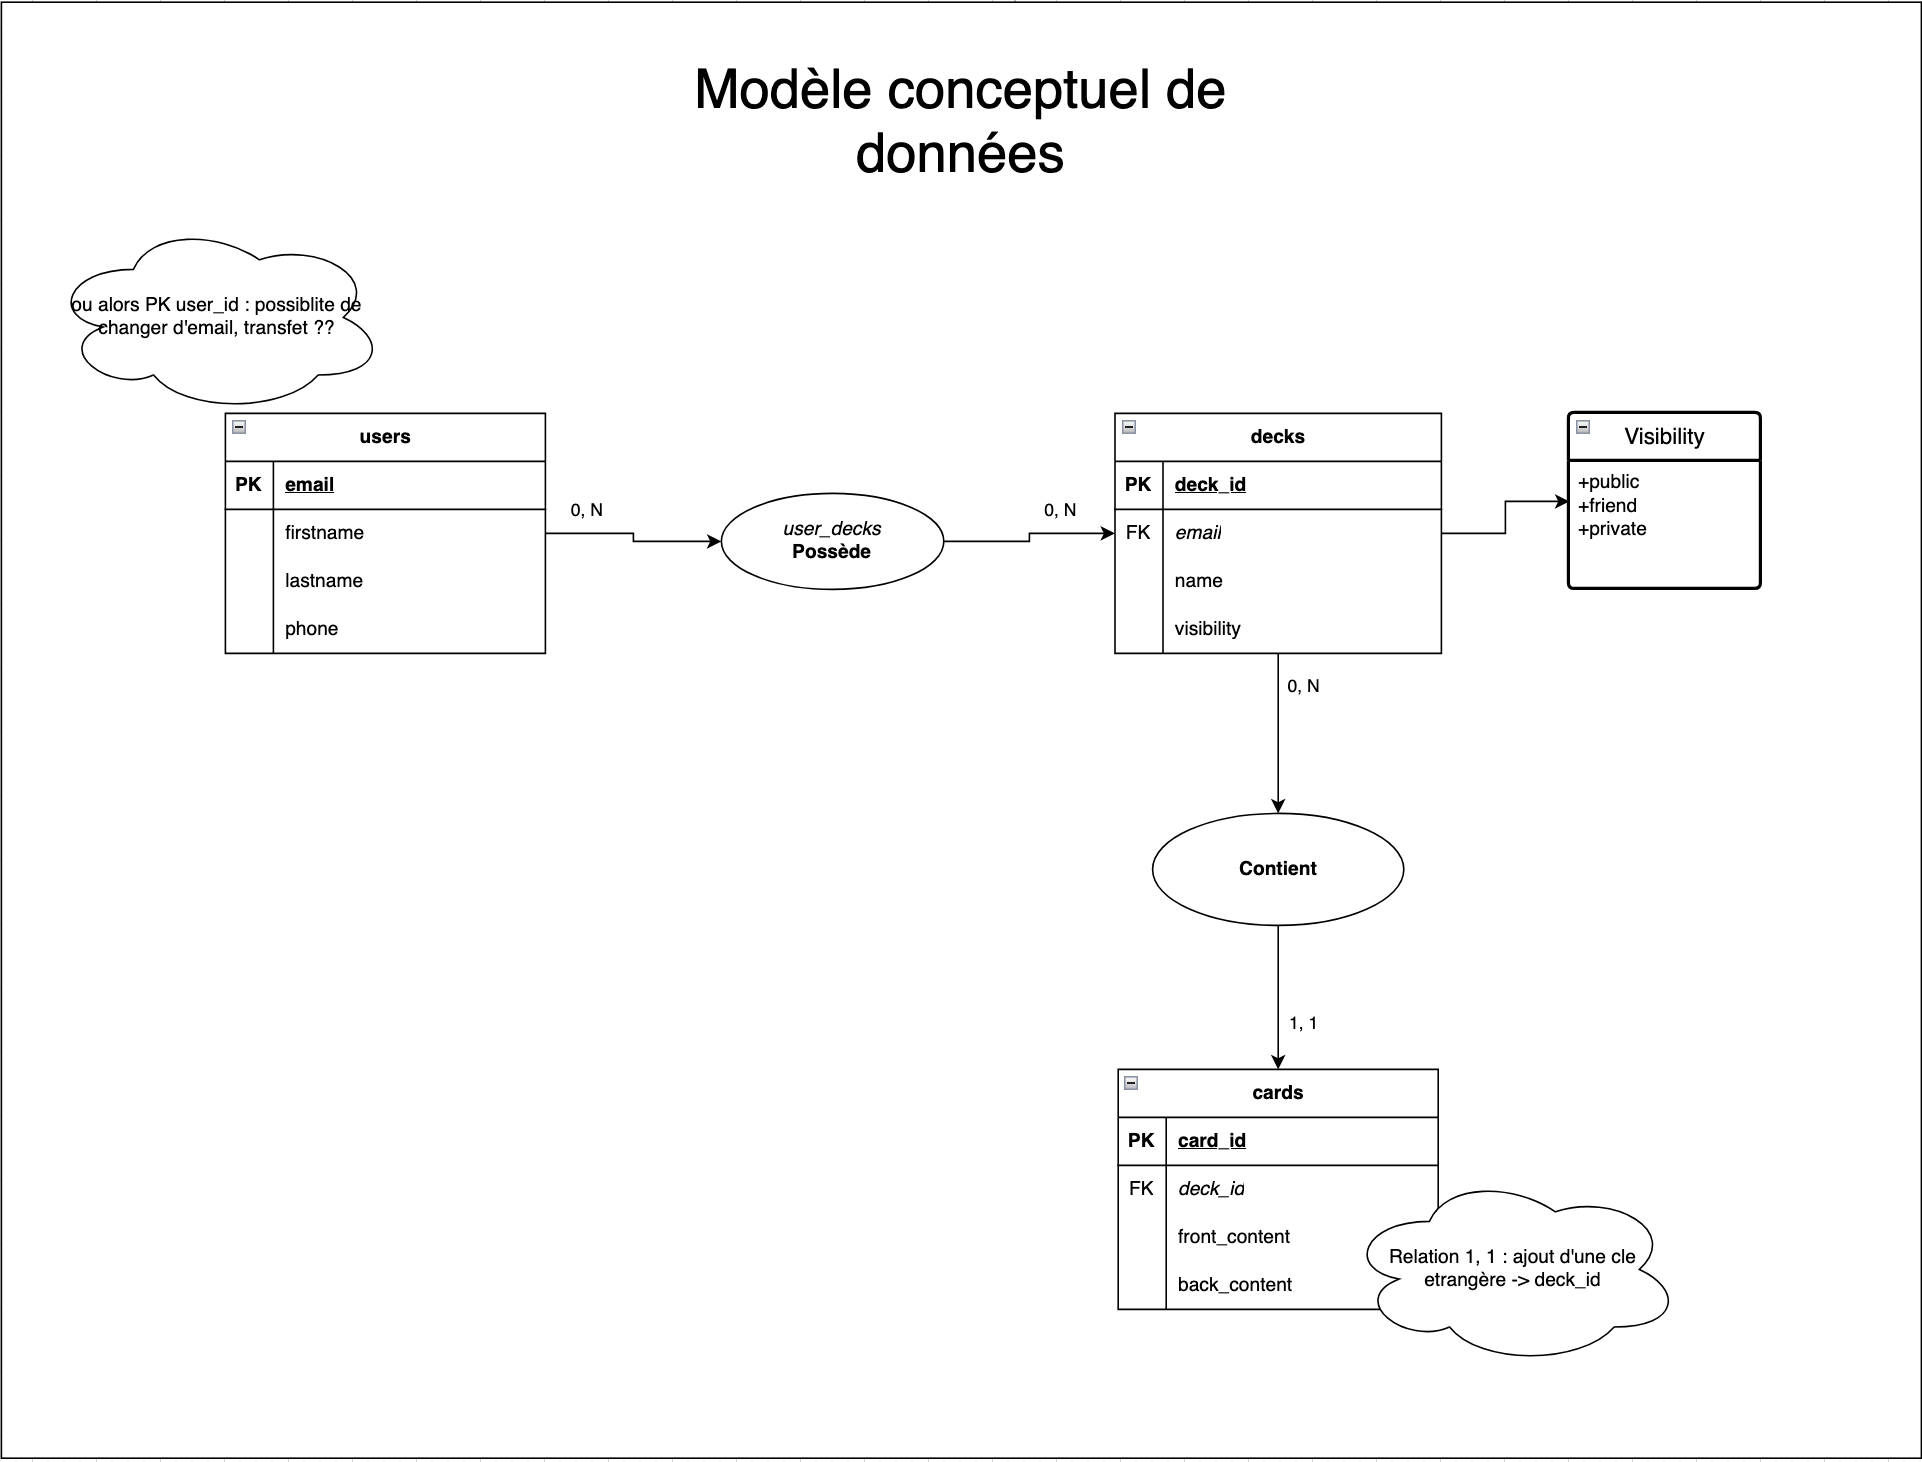 Modèle conceptuel de
données
ou alors PK user_id : possiblite de
changer d'email, transfet ??
users
PK email
firstname
lastname
phone
0, N
user_decks
Possède
0, N
decks
PK deck_id
FK email
name
visibility
Visibility
+public
+friend
+private
0, N
Contient
1, 1
cards
PK card_id
FK deck_id
front_content
back_content
Relation 1, 1 : ajout d'une cle
etrangère -> deck_id